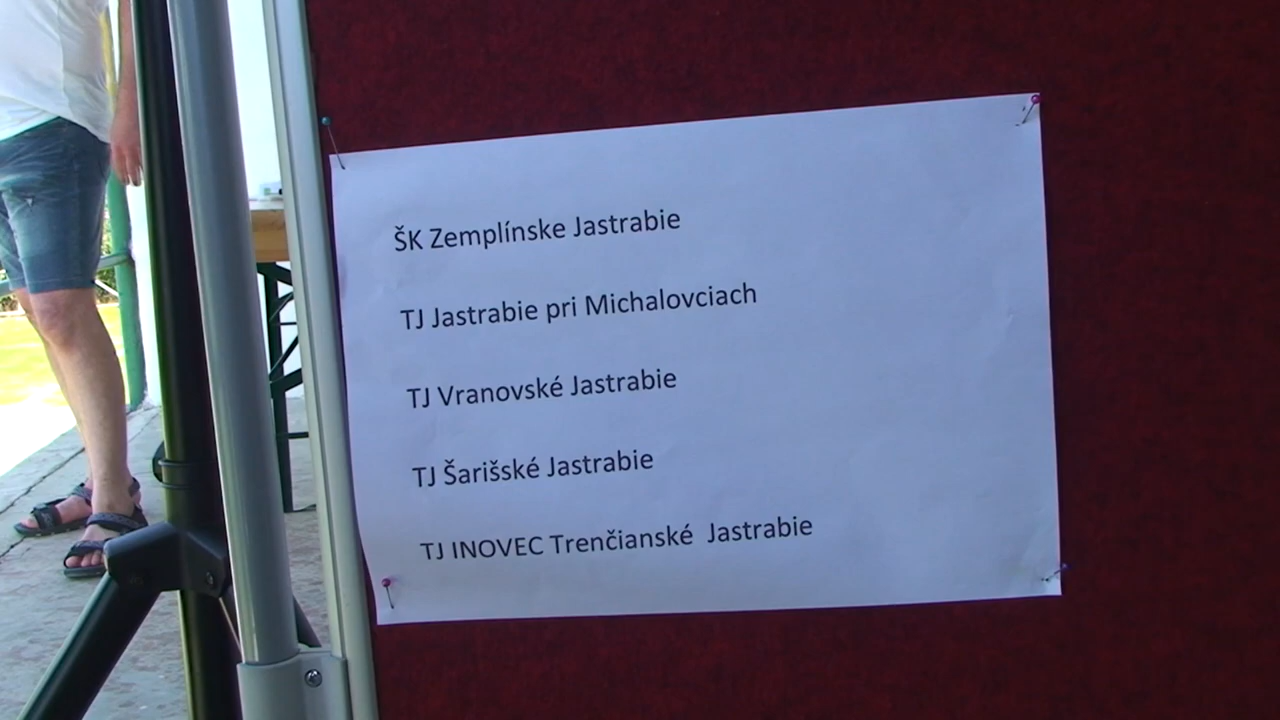 ŠK Zemplínske Jastrabie
TJ Jastrabie pri Michalovciach
TJ Vranovské Jastrabie
TJ Šarišské Jastrabie
TJ INOVEC Trenčianské  Jastrabie